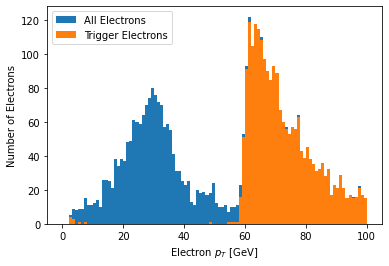 All Electrons
Trigger Electrons
Number of Electrons
120
100
80
60
40
20
0
0 20 40 60 80 100
Electron p_T [GeV]